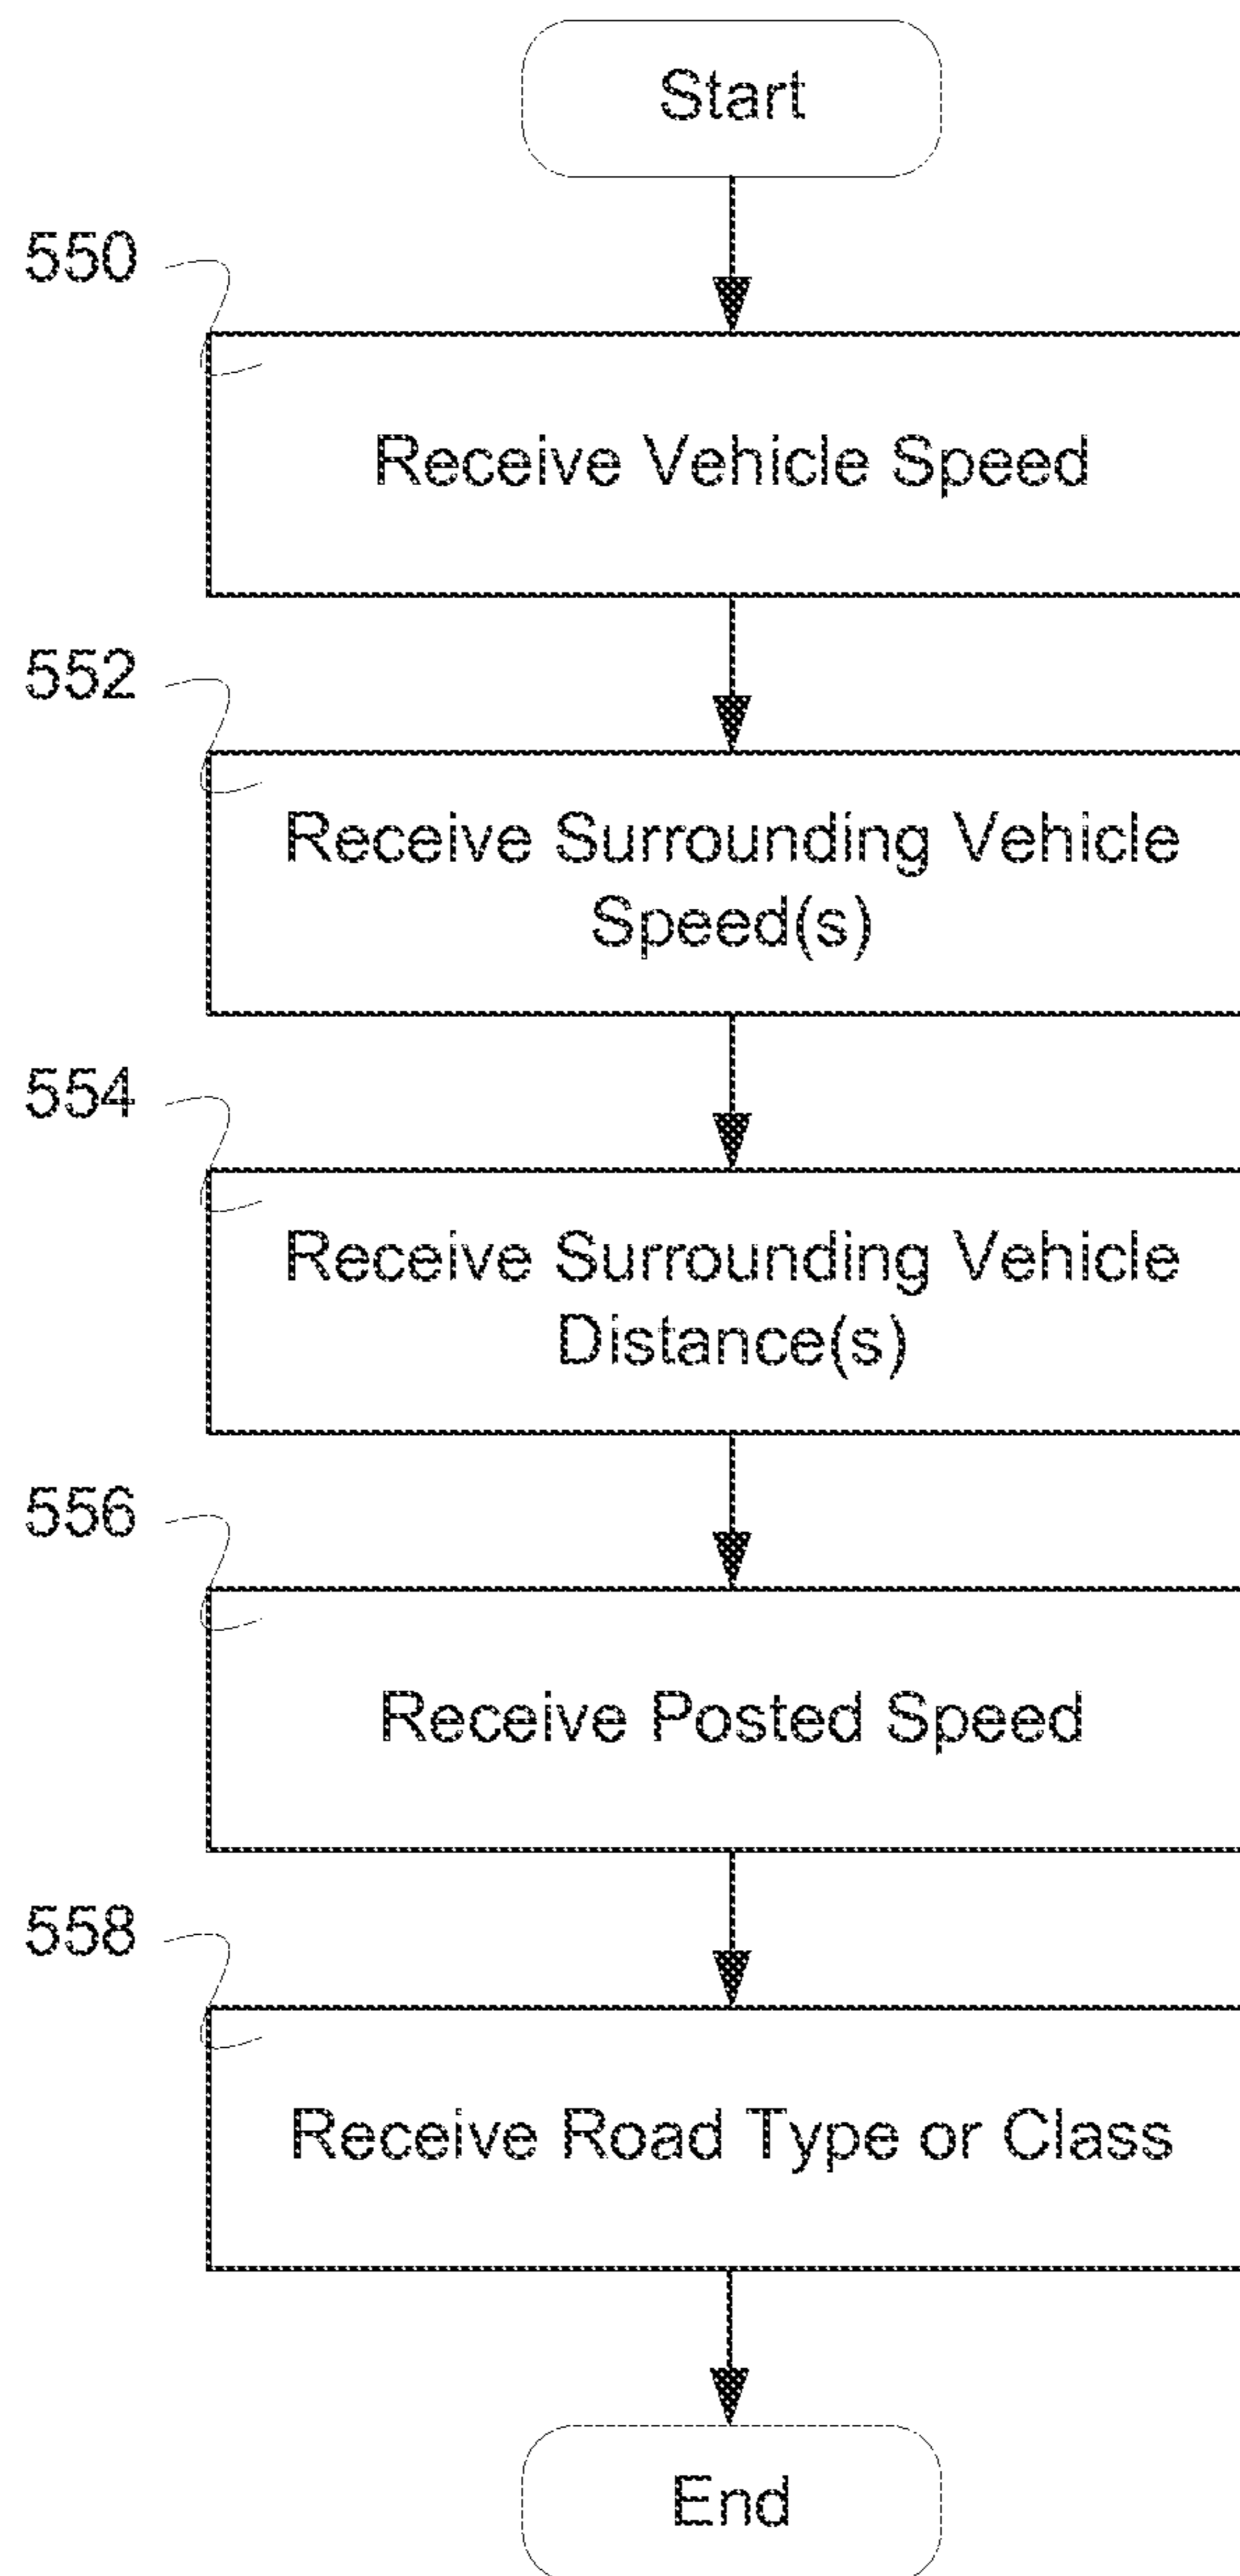 Start
550
Receive Vehicle Speed
552
Receive Surrounding Vehicle
Speed(s)
554
Receive Surrounding Vehicle
Distance(s)
556
Receive Posted Speed
558
Receive Road Type or Class
End